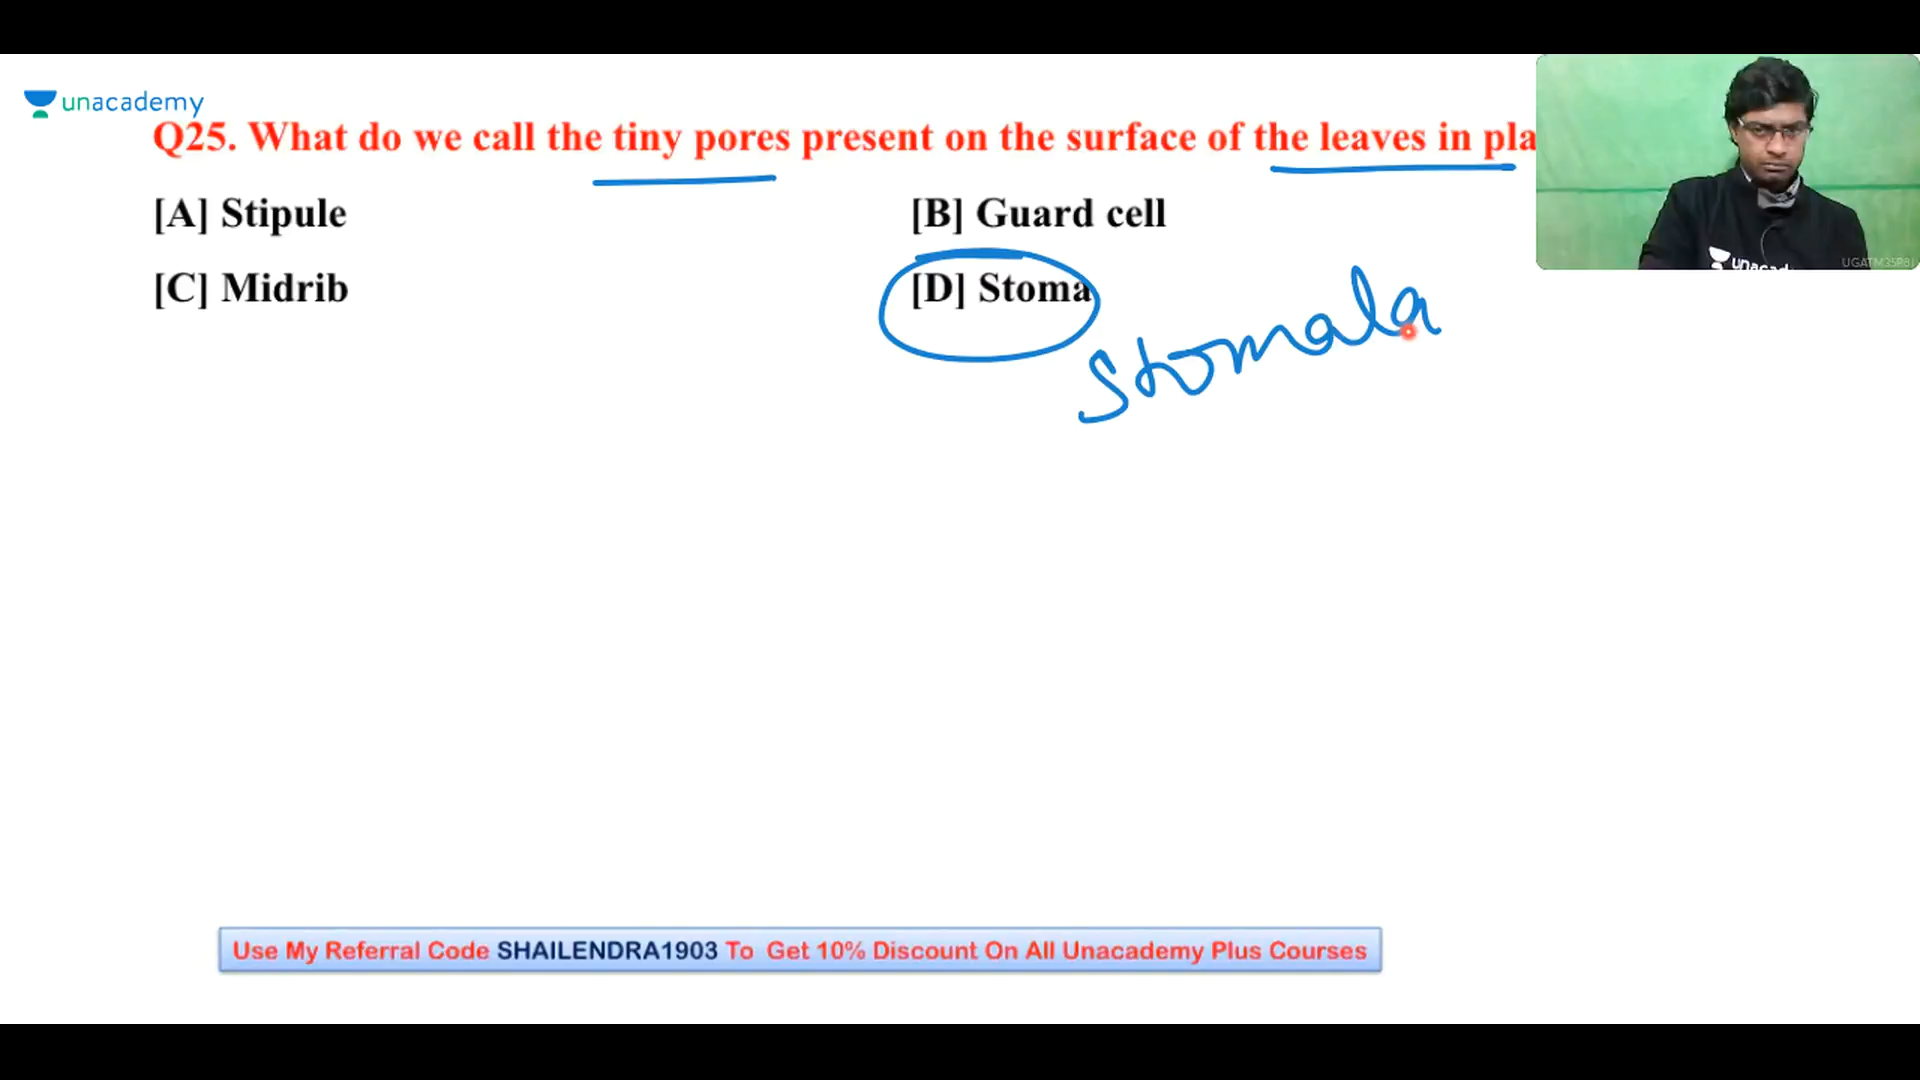 unacademy
Q25. What do we call the tiny pores present on the surface of the leaves in pla
[A] Stipule
[B] Guard cell
[C] Midrib
[D] Stoma
Stomata
unacad
UGATM35P8I
Use My Referral Code SHAILENDRA1903 To Get 10% Discount On All Unacademy Plus Courses